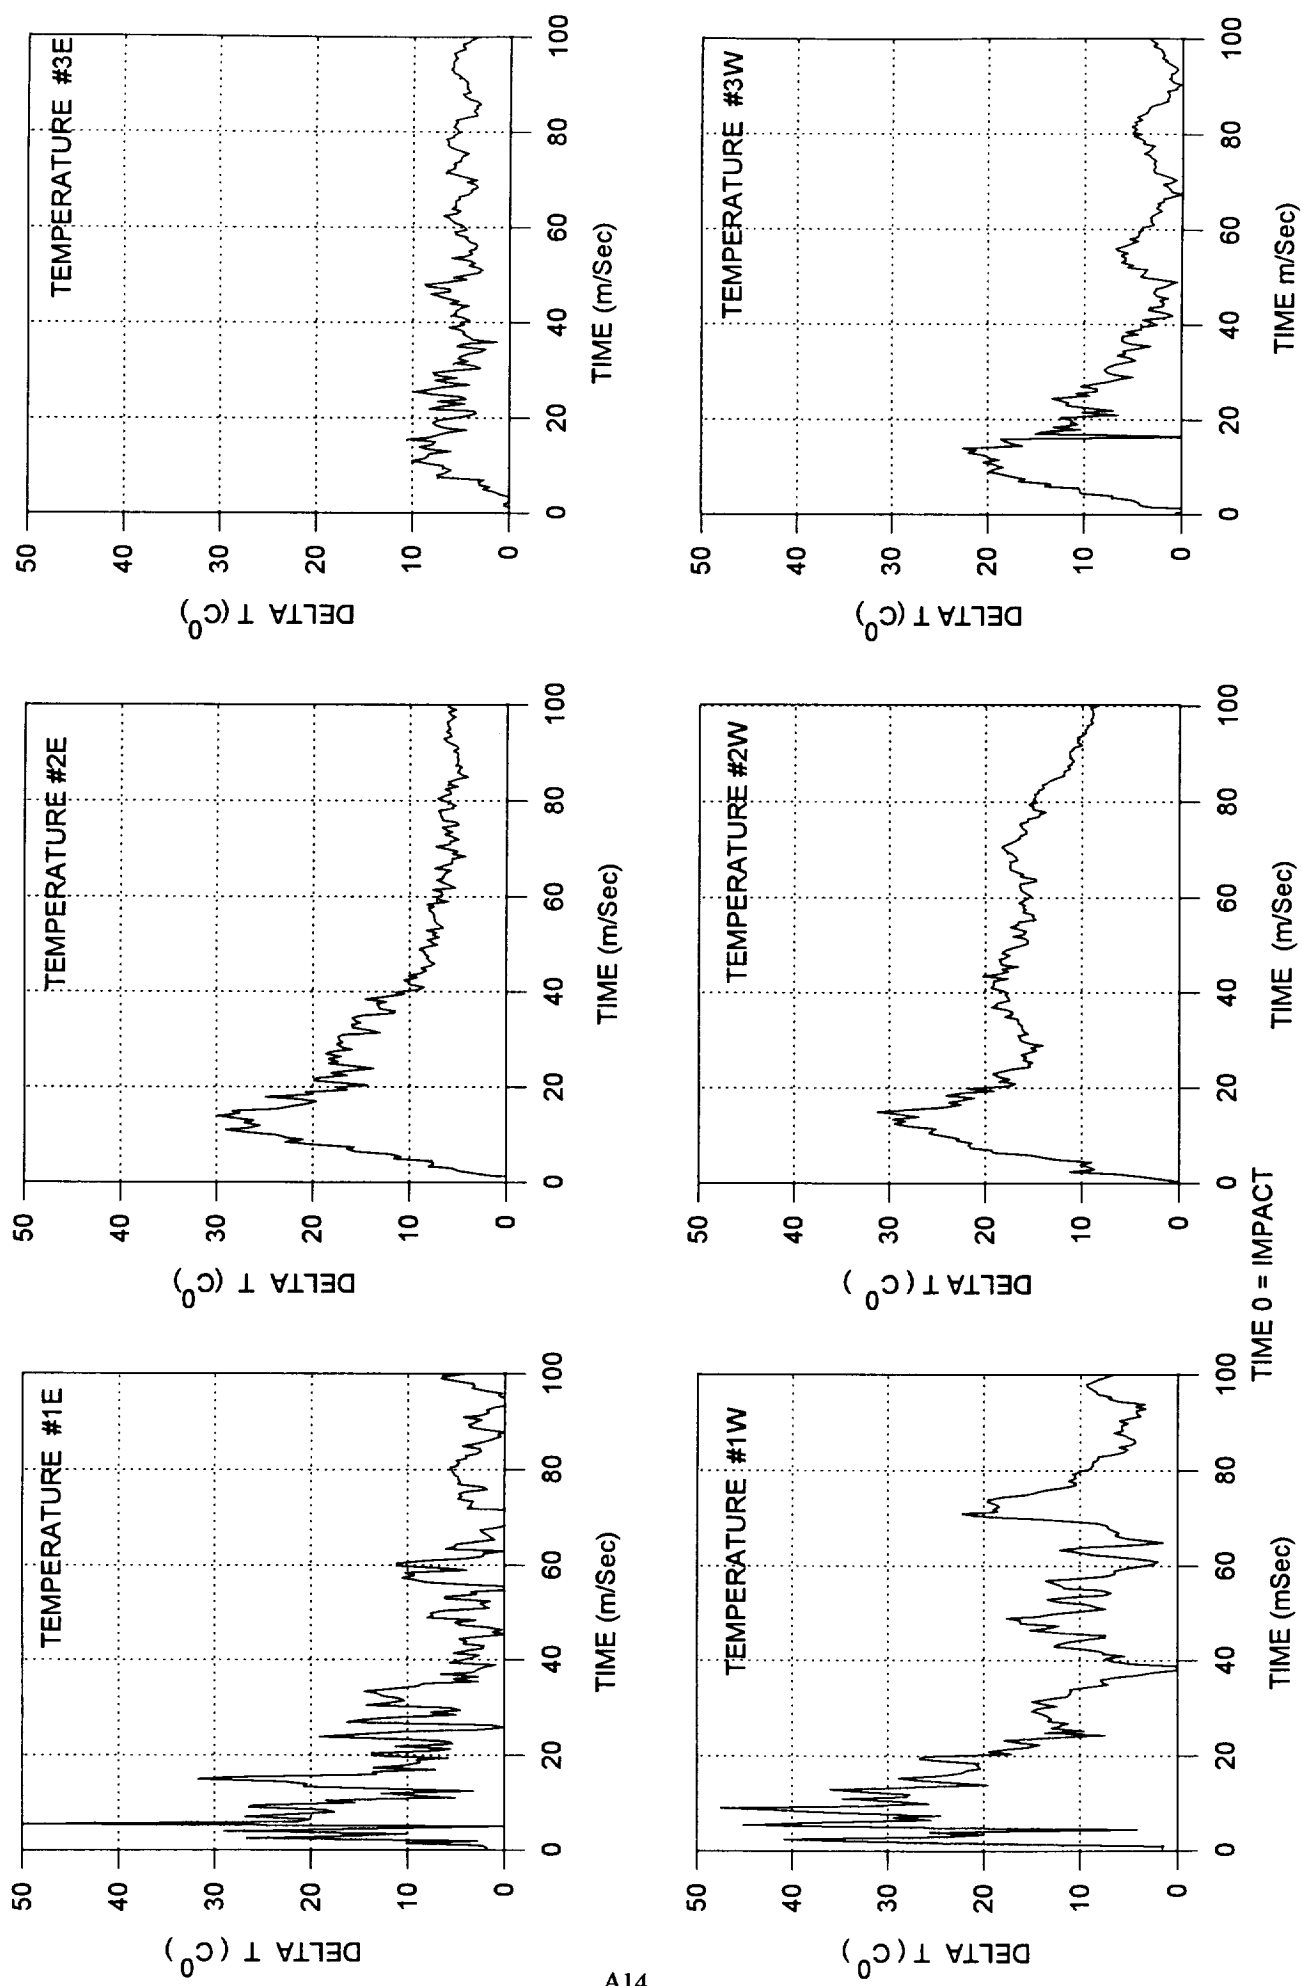 TEMPERATURE #1E
50
40
30
20
10
0
DELTA T (C⁰)
0 20 40 60 80 100
TIME (m/Sec)
TEMPERATURE #2E
50
40
30
20
10
0
DELTA T (C⁰)
0 20 40 60 80 100
TIME (m/Sec)
TEMPERATURE #3E
50
40
30
20
10
0
DELTA T (C⁰)
0 20 40 60 80 100
TIME (m/Sec)
TEMPERATURE #1W
50
40
30
20
10
0
DELTA T (C⁰)
0 20 40 60 80 100
TIME (mSec)
TEMPERATURE #2W
50
40
30
20
10
0
DELTA T (C⁰)
0 20 40 60 80 100
TIME (m/Sec)
TEMPERATURE #3W
50
40
30
20
10
0
DELTA T (C⁰)
0 20 40 60 80 100
TIME m/Sec)
TIME 0 = IMPACT
A14